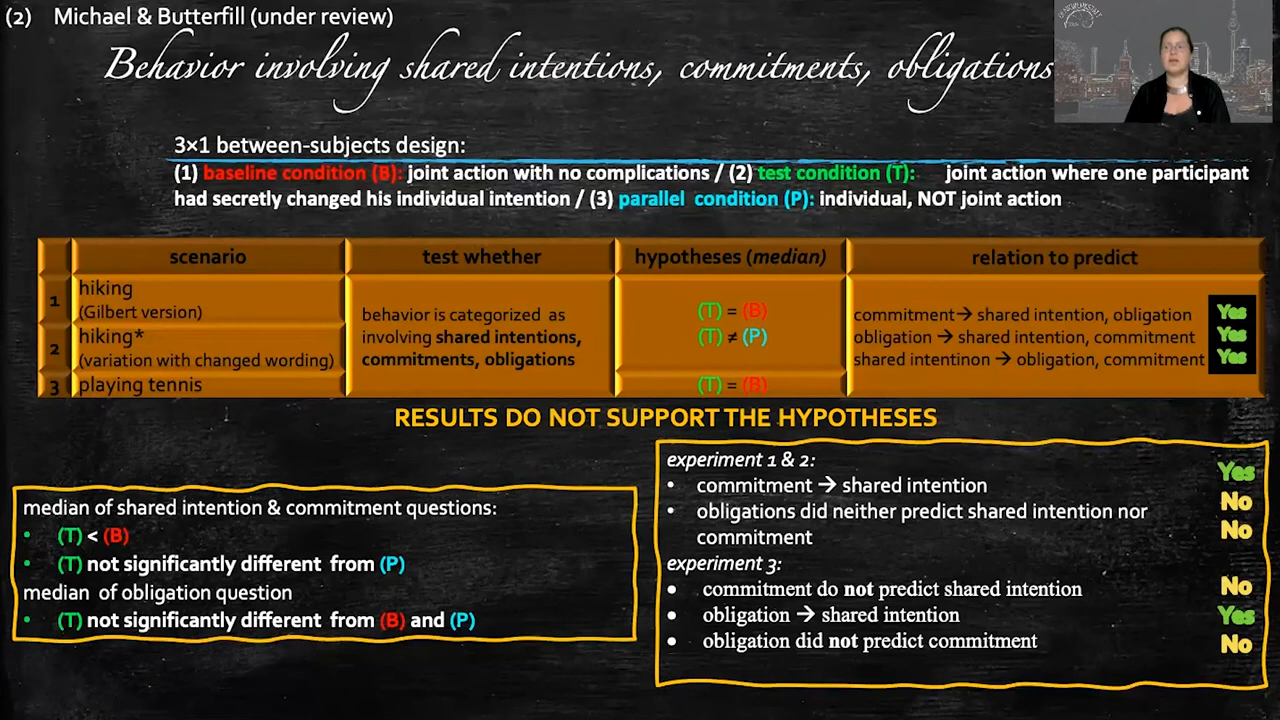 (2) Michael & Butterfill (under review)
Behavior involving shared intentions, commitments, obligations
3×1 between-subjects design:
(1) baseline condition (B): joint action with no complications / (2) test condition (T): joint action where one participant
had secretly changed his individual intention / (3) parallel condition (P): individual, NOT joint action
scenario test whether hypotheses (median) relation to predict
1 hiking
(Gilbert version)
2 hiking*
(variation with changed wording)
3 playing tennis
behavior is categorized as
involving shared intentions,
commitments, obligations
(T) = (B)
(T) ≠ (P)
(T) = (B)
commitment→ shared intention, obligation Yes
obligation → shared intention, commitment Yes
shared intentinon → obligation, commitment Yes
RESULTS DO NOT SUPPORT THE HYPOTHESES
median of shared intention & commitment questions:
• (T) < (B)
• (T) not significantly different from (P)
median of obligation question
• (T) not significantly different from (B) and (P)
experiment 1 & 2:
• commitment → shared intention Yes
• obligations did neither predict shared intention nor No
commitment No
experiment 3:
• commitment do not predict shared intention No
• obligation → shared intention Yes
• obligation did not predict commitment No